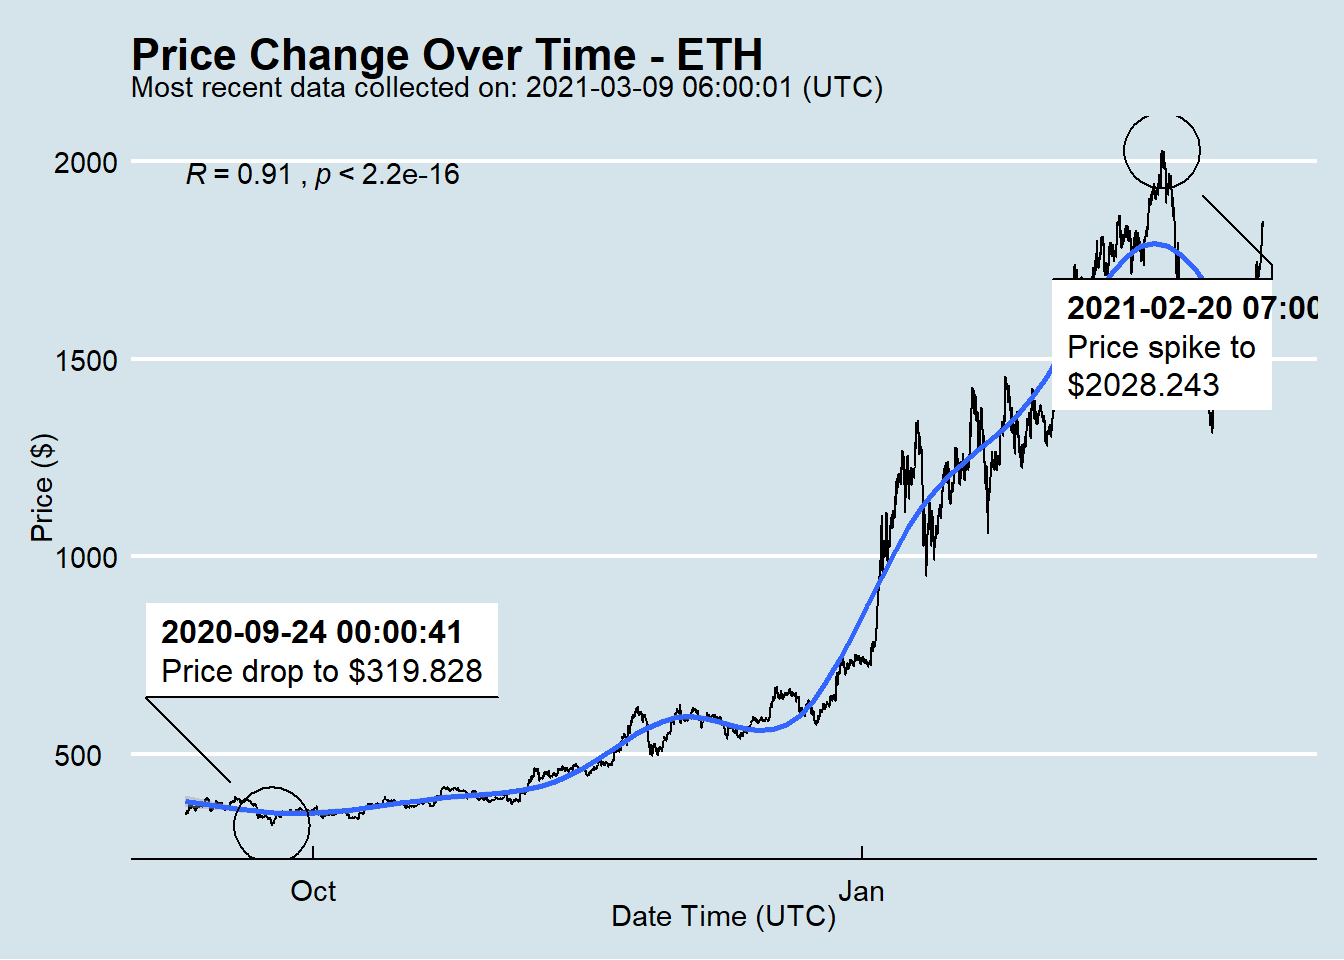 Price Change Over Time - ETH
Most recent data collected on: 2021-03-09 06:00:01 (UTC)
R = 0.91 , p < 2.2e-16
2000
1500
1000
500
Price ($)
2021-02-20 07:00
Price spike to
$2028.243
2020-09-24 00:00:41
Price drop to $319.828
Oct
Jan
Date Time (UTC)